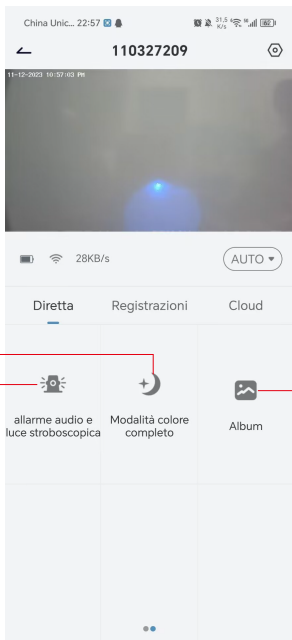 China Unic... 22:57
31,5 K/s
110327209
11-12-2023 10:57:03 PM
28KB/s
AUTO
Diretta Registrazioni Cloud
allarme audio e luce stroboscopica
Modalità colore completo
Album